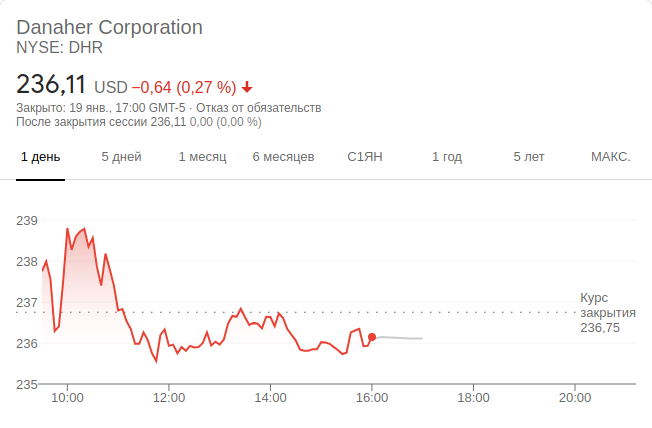 Danaher Corporation
NYSE: DHR
236,11 USD −0,64 (0,27 %)
Закрыто: 19 янв., 17:00 GMT-5 · Отказ от обязательств
После закрытия сессии 236,11 0,00 (0,00 %)
1 день 5 дней 1 месяц 6 месяцев С1ЯН 1 год 5 лет МАКС.
239
238
237
236
235
Курс
закрытия
236,75
10:00 12:00 14:00 16:00 18:00 20:00